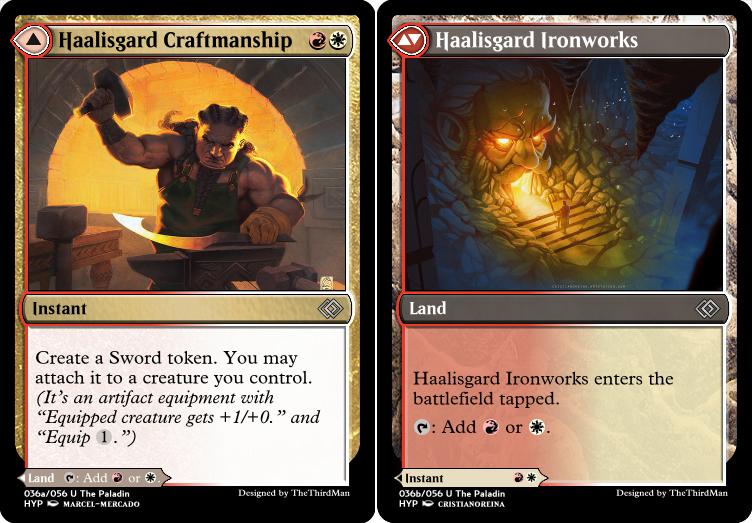 Haalisgard Craftmanship
Instant
Create a Sword token. You may
attach it to a creature you control.
(It's an artifact equipment with
“Equipped creature gets +1/+0.” and
“Equip 1.”)
Land T: Add R or W.
036a/056 U The Paladin
HYP MARCEL-MERCADO
Designed by TheThirdMan
Haalisgard Ironworks
CRISTIANOREINA.ARTSTATION.COM
Land
Haalisgard Ironworks enters the
battlefield tapped.
: Add or .
Instant
036b/056 U The Paladin
HYP CRISTIANOREINA
Designed by TheThirdMan